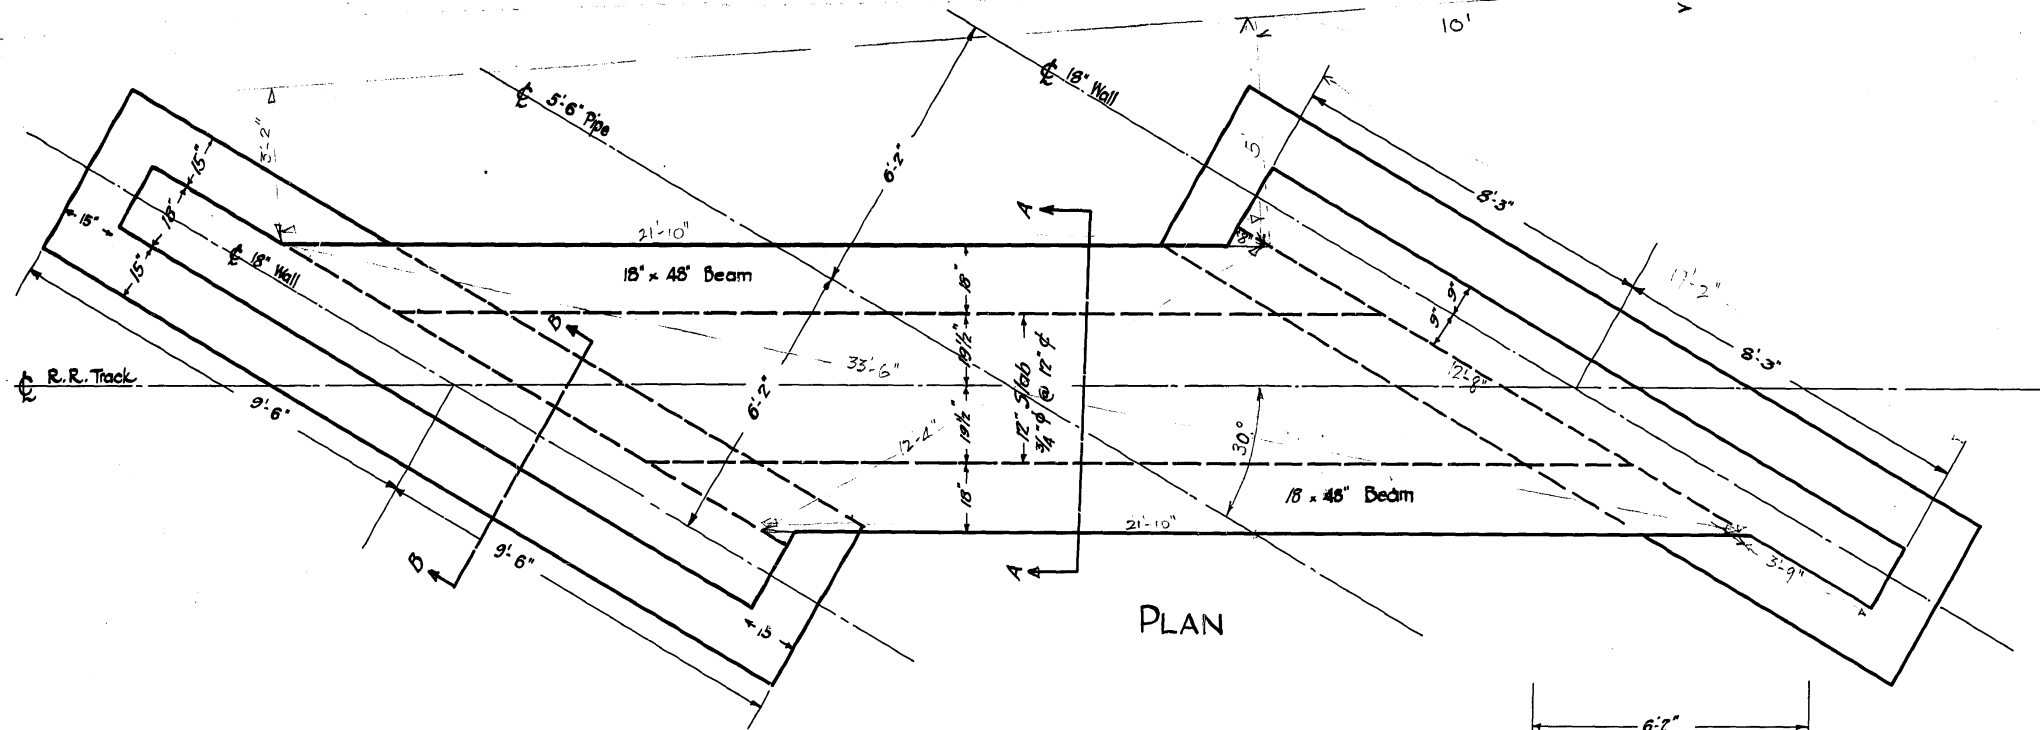 10'
℄ 18" Wall
℄ 5'-6" Pipe
6'-2"
3'-2"
15"
18"
15"
15"
5'
8'-3"
A
21'-10"
18" x 48" Beam
℄ 18" Wall
18"
9"
9"
17'-2"
8'-3"
B
19½"
33'-6"
12" Slab
¾"ϕ @ 12" ¢
12'-8"
℄ R.R. Track
9'-6"
6'-2"
12'-4"
19½"
30°
18"
18 x 48" Beam
21'-10"
B
9'-6"
A
3'-9"
15
PLAN
6'-2"